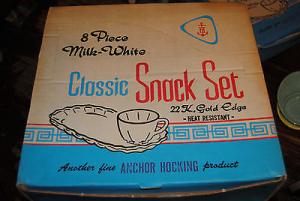 8 Piece
Milk-White
Classic Snack Set
22 K. Gold Edge
- HEAT RESISTANT -
Another fine ANCHOR HOCKING product